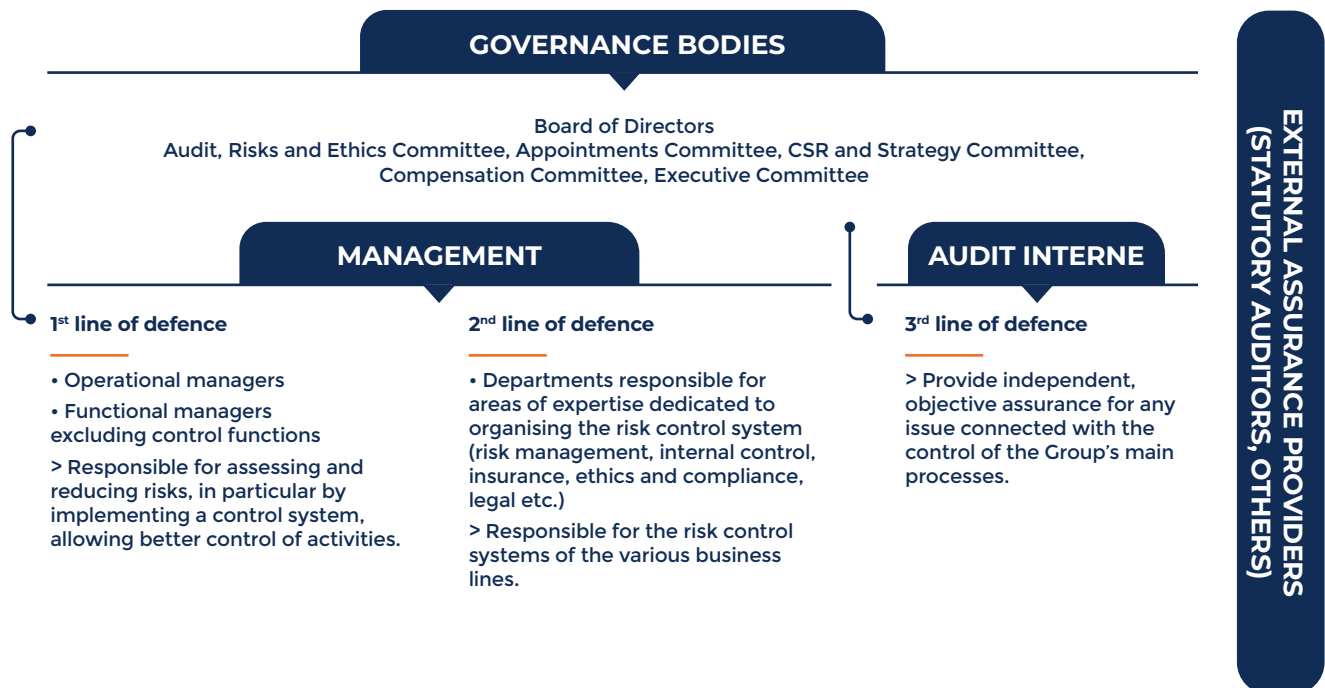 GOVERNANCE BODIES
Board of Directors
Audit, Risks and Ethics Committee, Appointments Committee, CSR and Strategy Committee,
Compensation Committee, Executive Committee
MANAGEMENT
1st line of defence
• Operational managers
• Functional managers
excluding control functions
> Responsible for assessing and
reducing risks, in particular by
implementing a control system,
allowing better control of activities.
2nd line of defence
• Departments responsible for
areas of expertise dedicated to
organising the risk control system
(risk management, internal control,
insurance, ethics and compliance,
legal etc.)
> Responsible for the risk control
systems of the various business
lines.
AUDIT INTERNE
3rd line of defence
> Provide independent,
objective assurance for any
issue connected with the
control of the Group’s main
processes.
EXTERNAL ASSURANCE PROVIDERS
(STATUTORY AUDITORS, OTHERS)